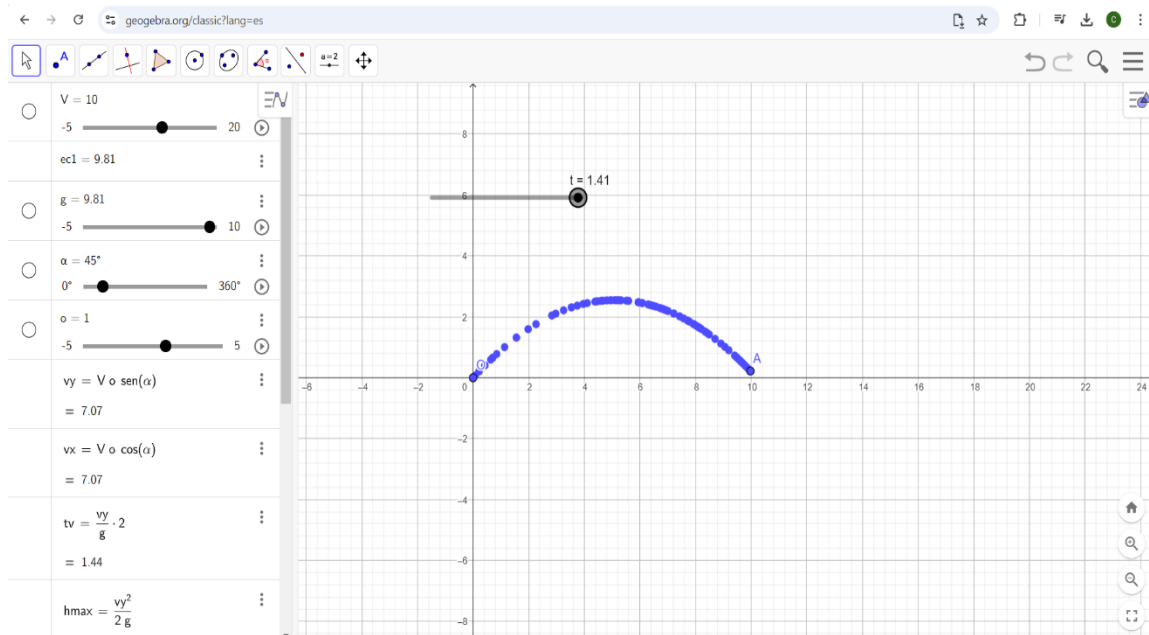 geogebra.org/classic?lang=es
A
a=2
V = 10
-5 20
ec1 = 9.81
g = 9.81
-5 10
α = 45°
0° 360°
o = 1
-5 5
vy = V o sen(α)
= 7.07
vx = V o cos(α)
= 7.07
tv = vy/g · 2
= 1.44
hmax = vy²/2 g
t = 1.41
8
6
4
2
O
A
-6 -4 -2 0 2 4 6 8 10 12 14 16 18 20 22 24
-2
-4
-6
-8
C